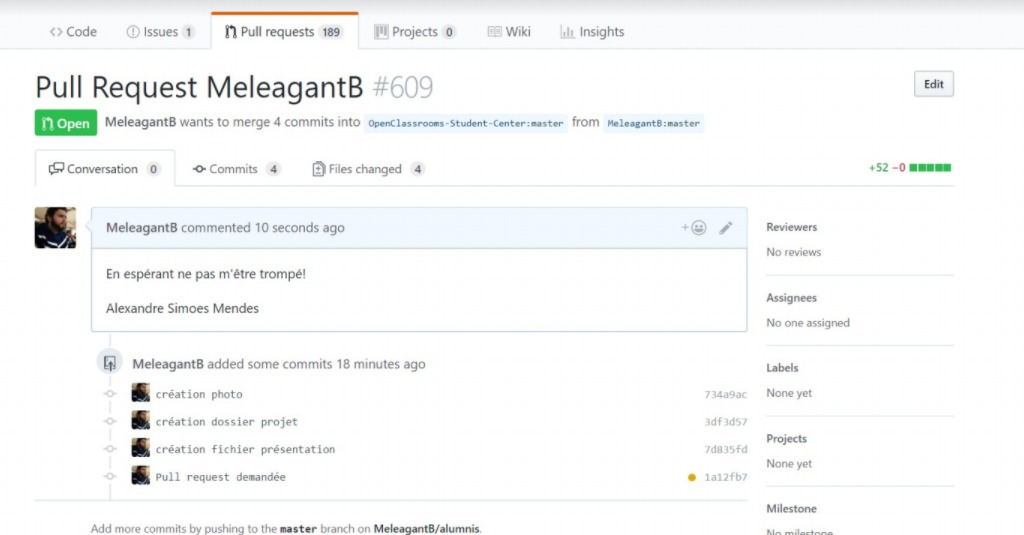 Code Issues 1 Pull requests 189 Projects 0 Wiki Insights
Pull Request MeleagantB #609 Edit
Open MeleagantB wants to merge 4 commits into OpenClassrooms-Student-Center:master from MeleagantB:master
Conversation 0 Commits 4 Files changed 4 +52 −0
MeleagantB commented 10 seconds ago
En espérant ne pas m'être trompé!
Alexandre Simoes Mendes
MeleagantB added some commits 18 minutes ago
création photo 734a9ac
création dossier projet 3df3d57
création fichier présentation 7d835fd
Pull request demandée 1a12fb7
Add more commits by pushing to the master branch on MeleagantB/alumnis.
Reviewers
No reviews
Assignees
No one assigned
Labels
None yet
Projects
None yet
Milestone
No milestone